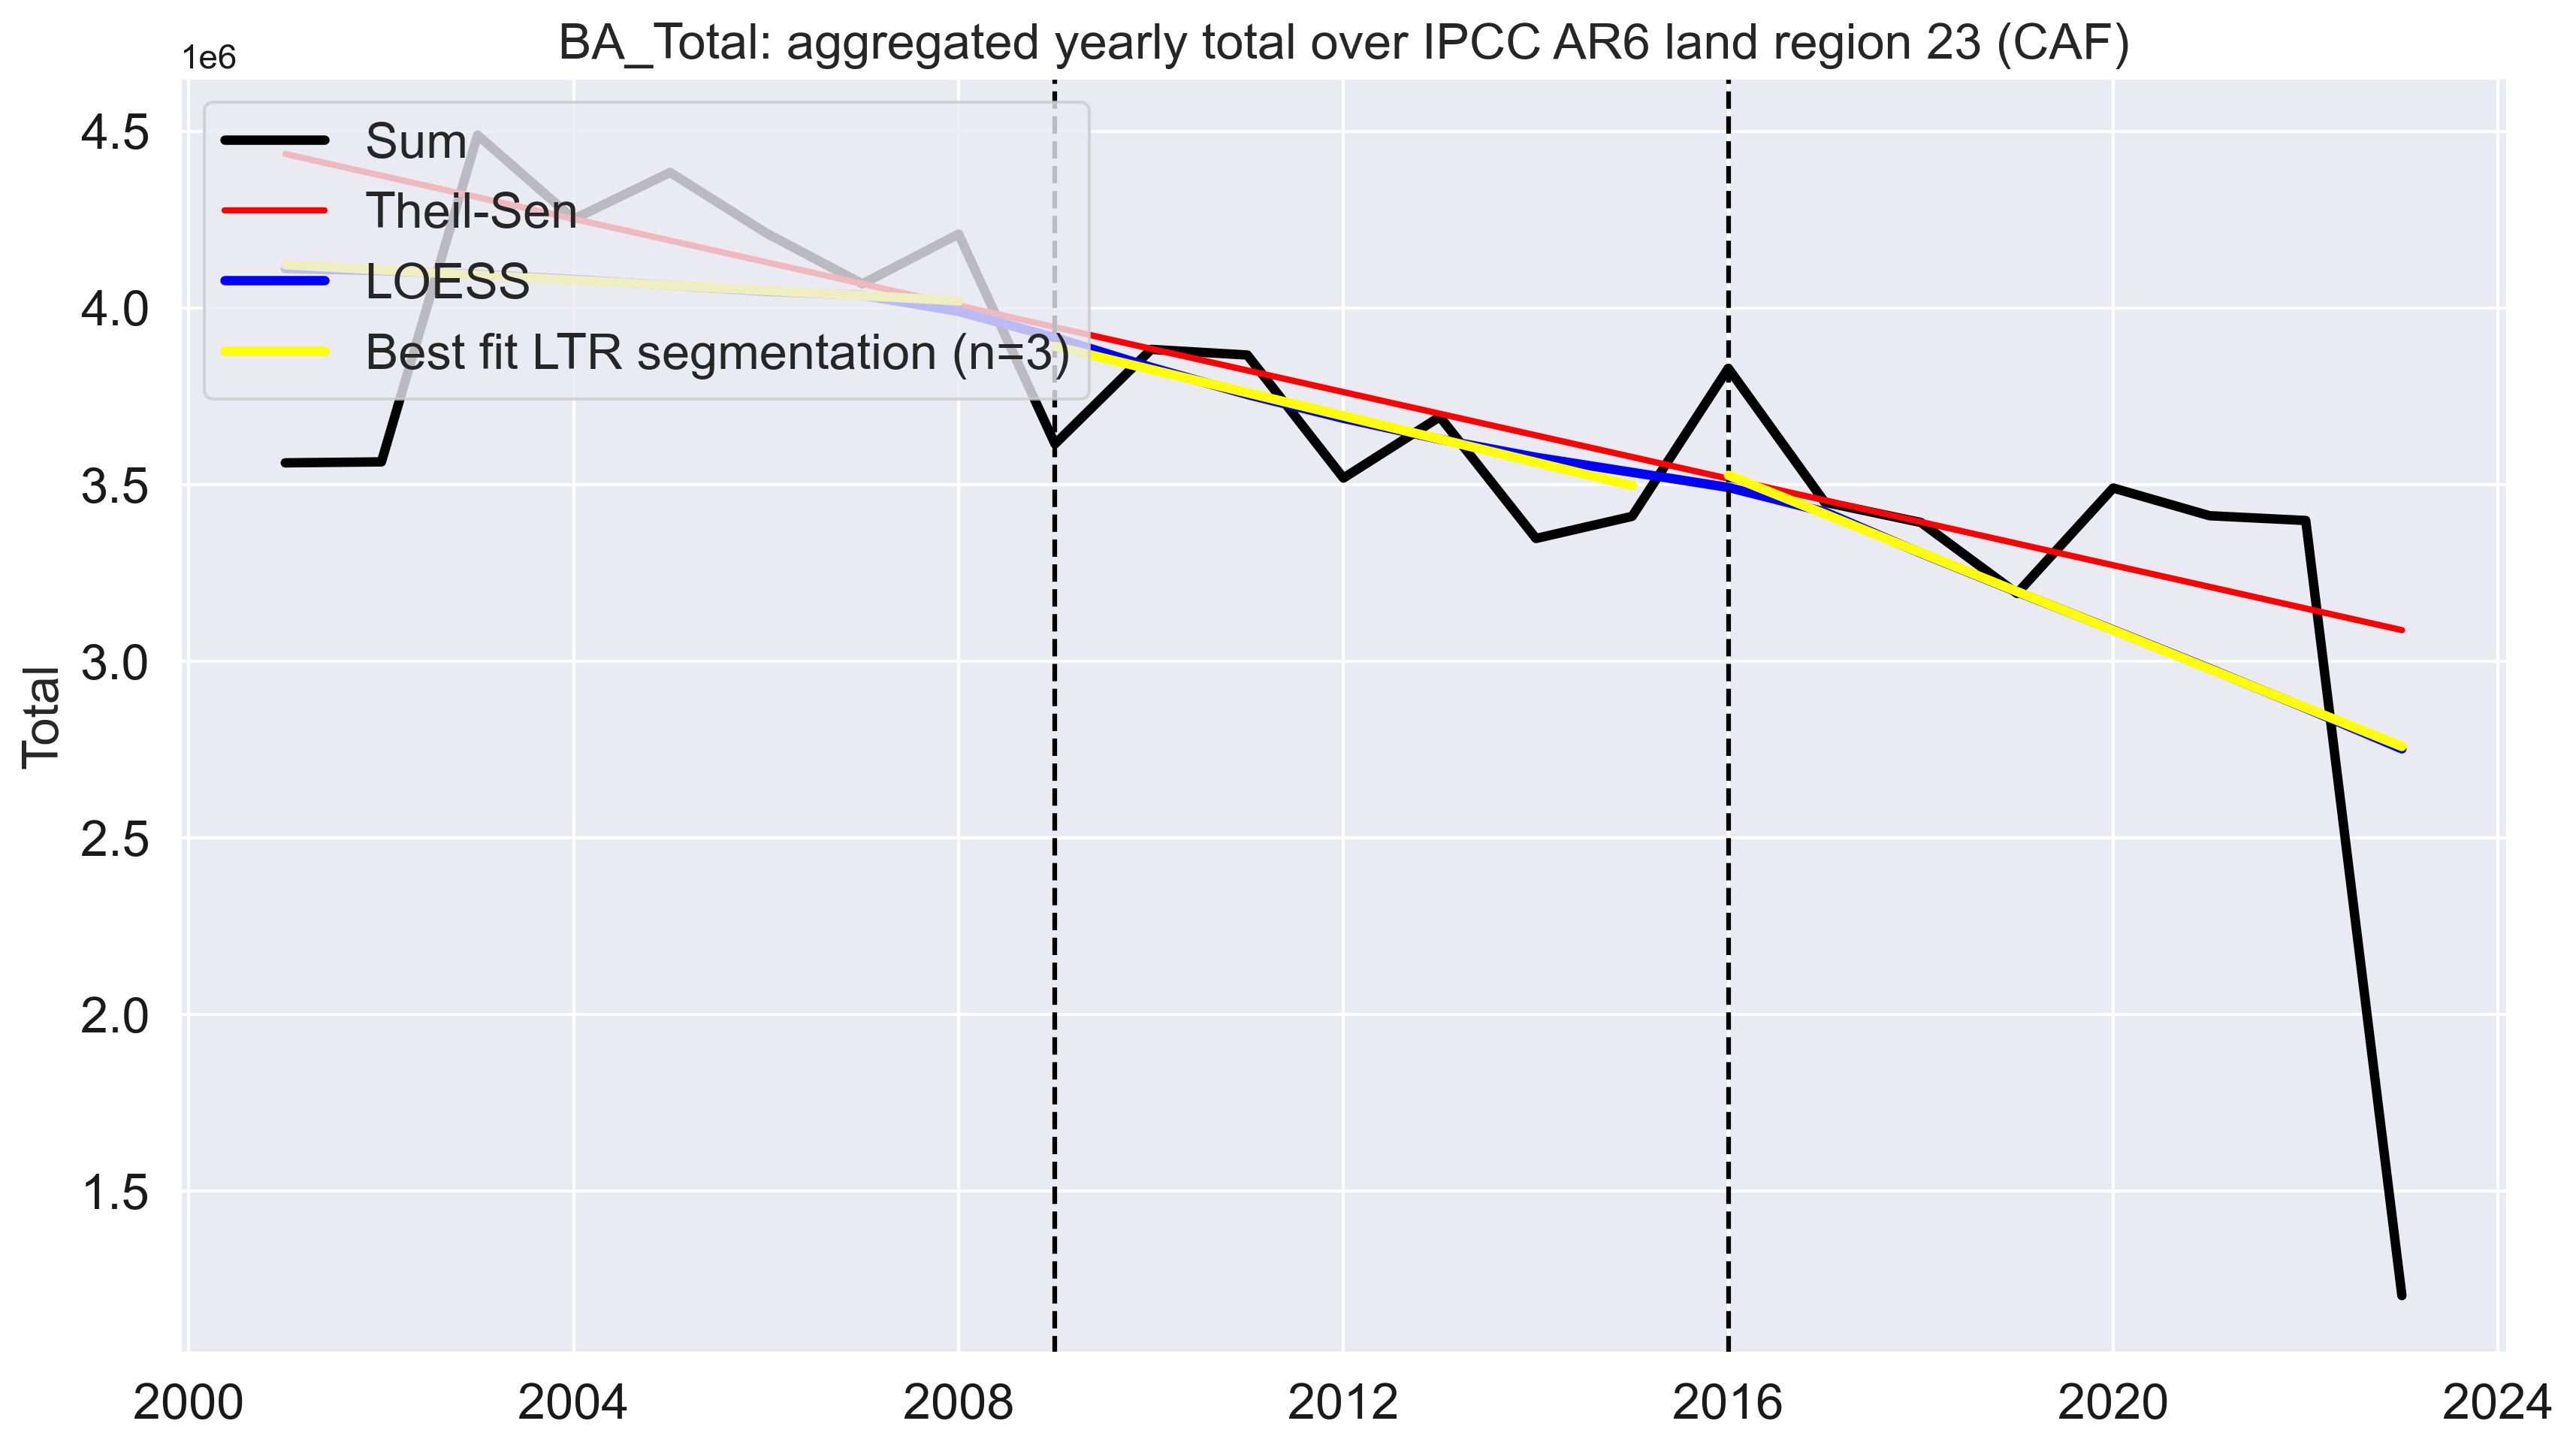 BA_Total: aggregated yearly total over IPCC AR6 land region 23 (CAF)
1e6
4.5
4.0
3.5
3.0
2.5
2.0
1.5
Total
Sum
Theil-Sen
LOESS
Best fit LTR segmentation (n=3)
2000
2004
2008
2012
2016
2020
2024